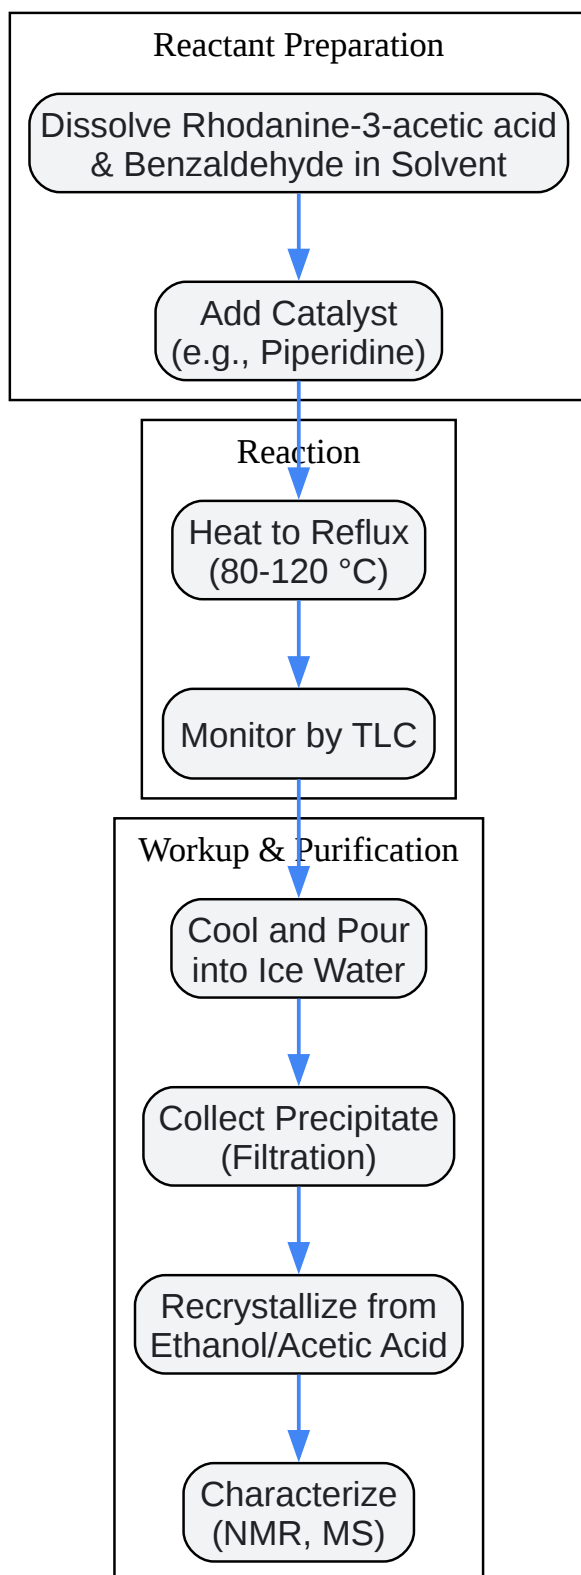 Reactant Preparation
Dissolve Rhodanine-3-acetic acid
& Benzaldehyde in Solvent
Add Catalyst
(e.g., Piperidine)
Reaction
Heat to Reflux
(80-120 °C)
Monitor by TLC
Workup & Purification
Cool and Pour
into Ice Water
Collect Precipitate
(Filtration)
Recrystallize from
Ethanol/Acetic Acid
Characterize
(NMR, MS)